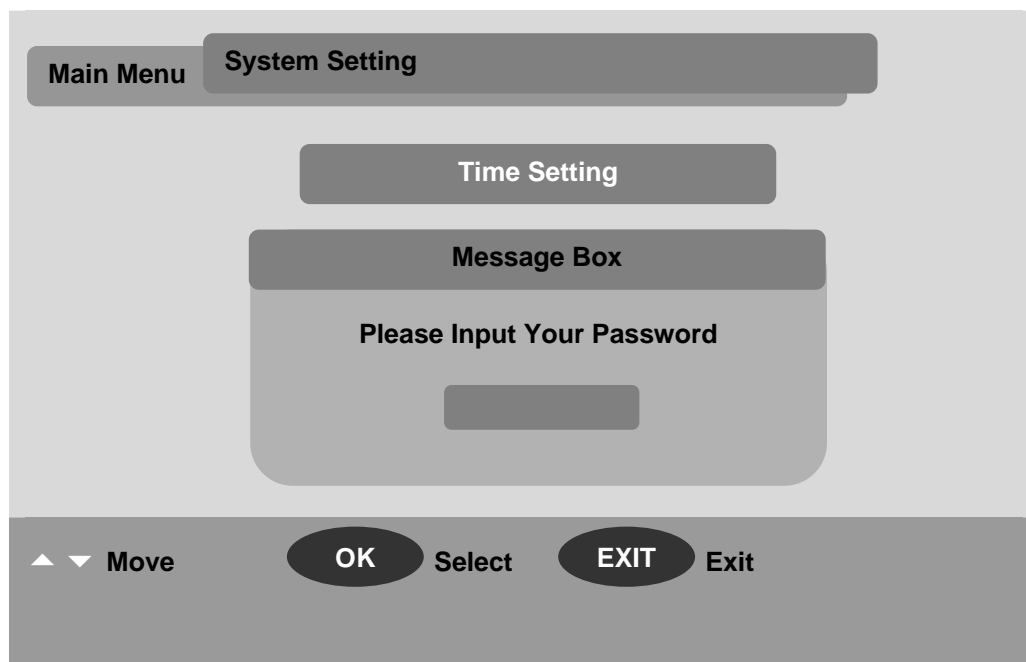 Main Menu System Setting
Time Setting
Message Box
Please Input Your Password
Move OK Select EXIT Exit